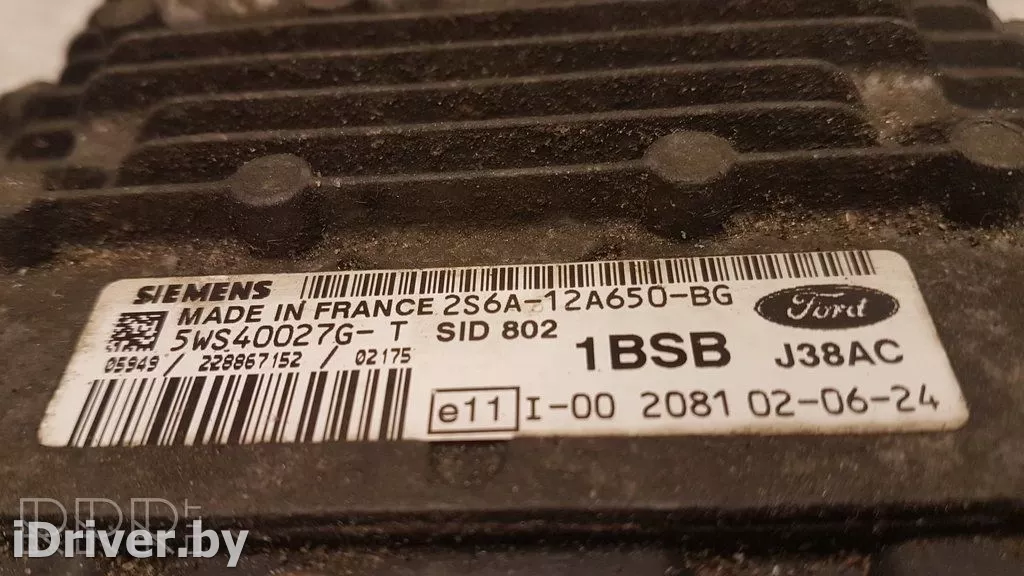 SIEMENS
MADE IN FRANCE 2S6A-12A650-BG
Ford
5WS40027G- T SID 802
05949 / 228867152 / 02175
1BSB J38AC
e11 I-00 2081 02-06-24
iDriver.by